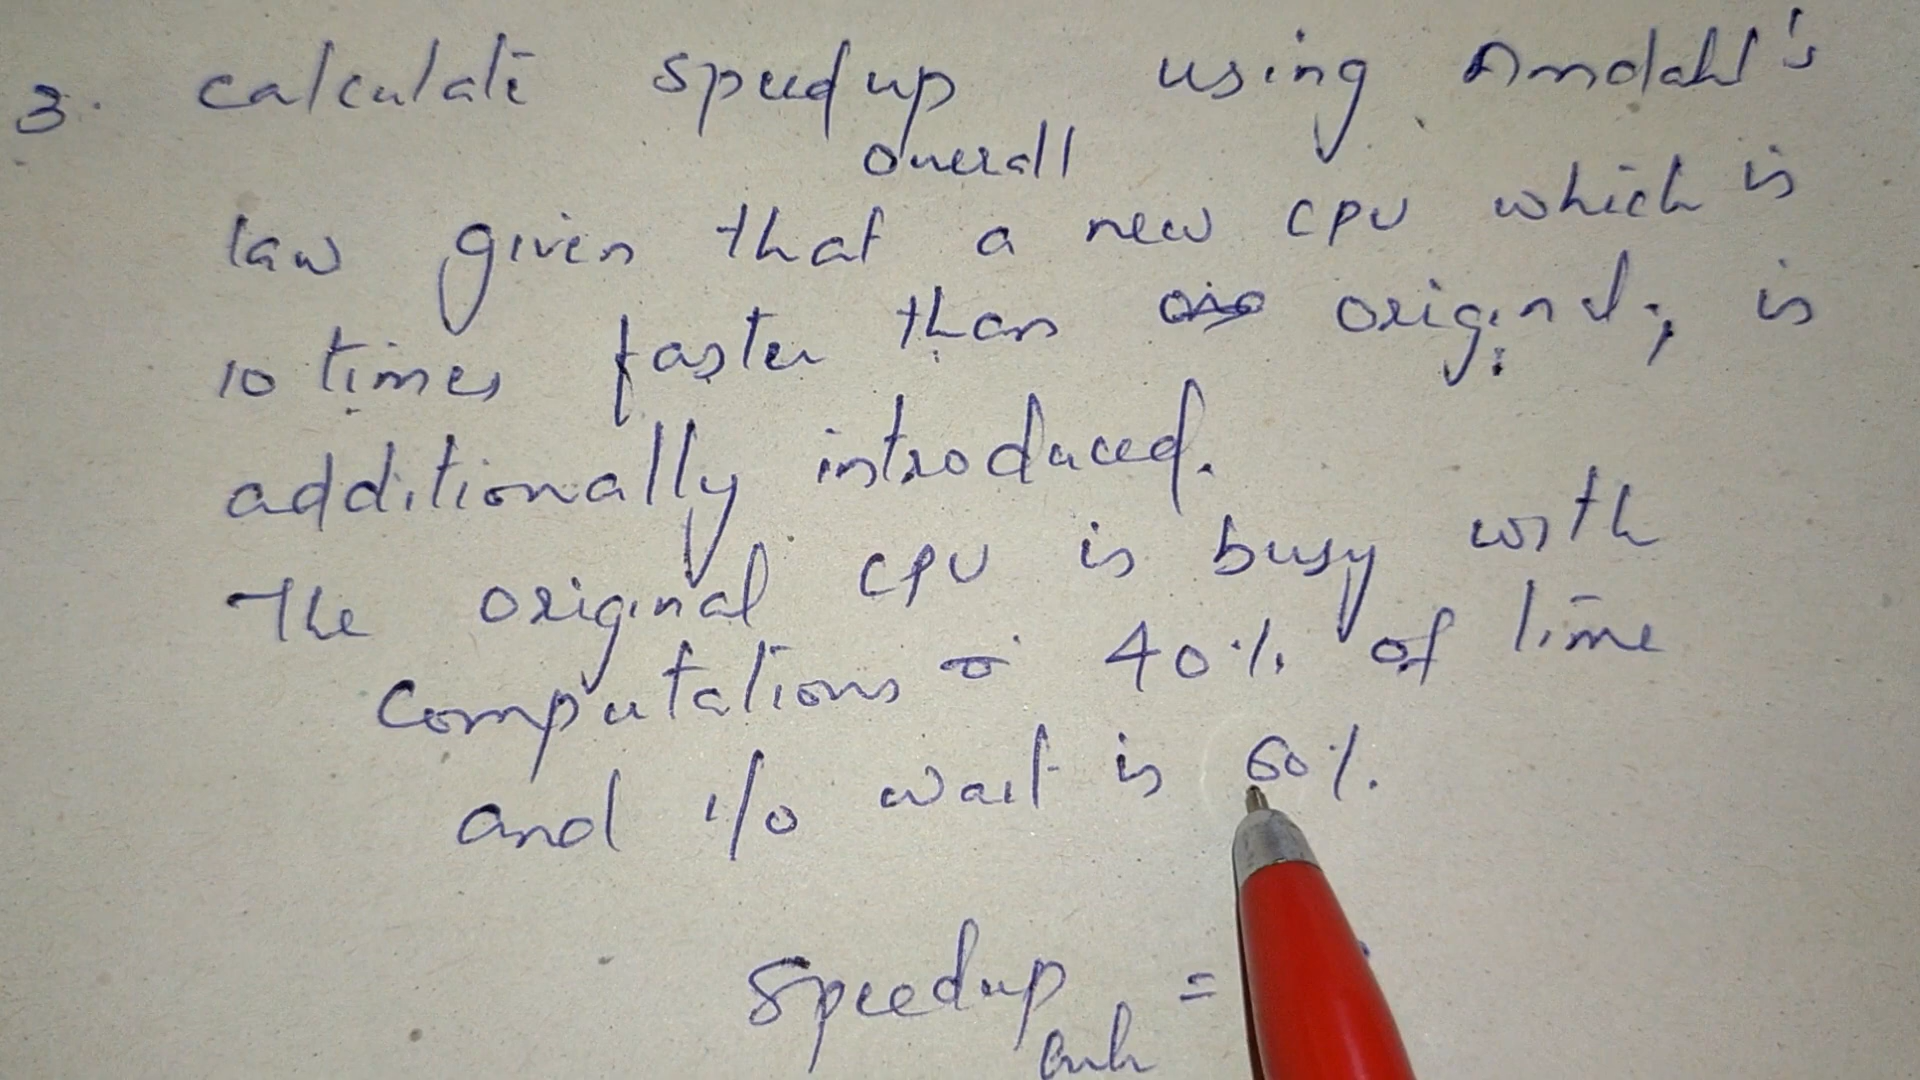 3. calculate speedup overall using Amdahl's
law given that a new CPU which is
10 times faster than original, is
additionally introduced.
The original CPU is busy with
computations 40% of time
and i/o wait is 60%.
Speedup enh =